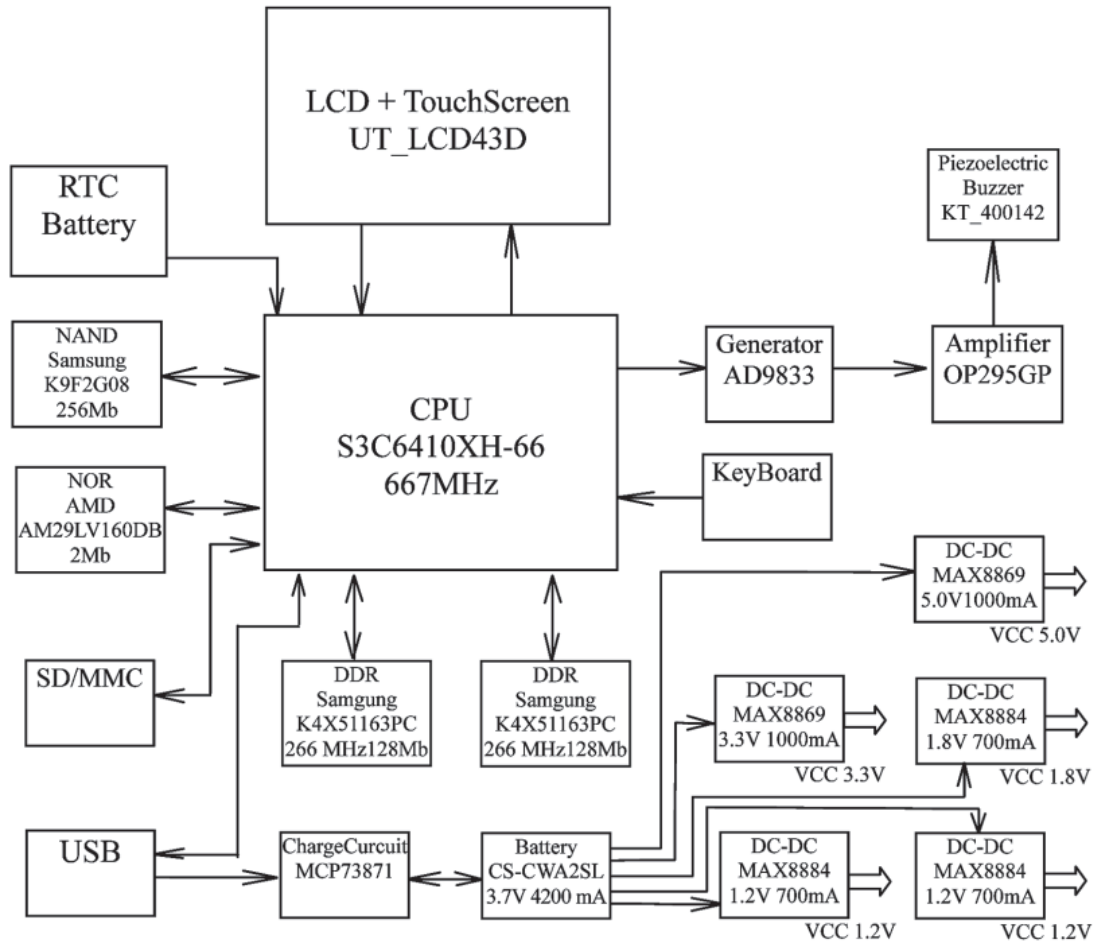 LCD + TouchScreen
UT_LCD43D
RTC
Battery
Piezoelectric
Buzzer
KT_400142
NAND
Samsung
K9F2G08
256Mb
CPU
S3C6410XH-66
667MHz
Generator
AD9833
Amplifier
OP295GP
NOR
AMD
AM29LV160DB
2Mb
KeyBoard
DC-DC
MAX8869
5.0V1000mA
VCC 5.0V
SD/MMC
DDR
Samgung
K4X51163PC
266 MHz128Mb
DDR
Samgung
K4X51163PC
266 MHz128Mb
DC-DC
MAX8869
3.3V 1000mA
VCC 3.3V
DC-DC
MAX8884
1.8V 700mA
VCC 1.8V
USB
ChargeCurcuit
MCP73871
Battery
CS-CWA2SL
3.7V 4200 mA
DC-DC
MAX8884
1.2V 700mA
VCC 1.2V
DC-DC
MAX8884
1.2V 700mA
VCC 1.2V